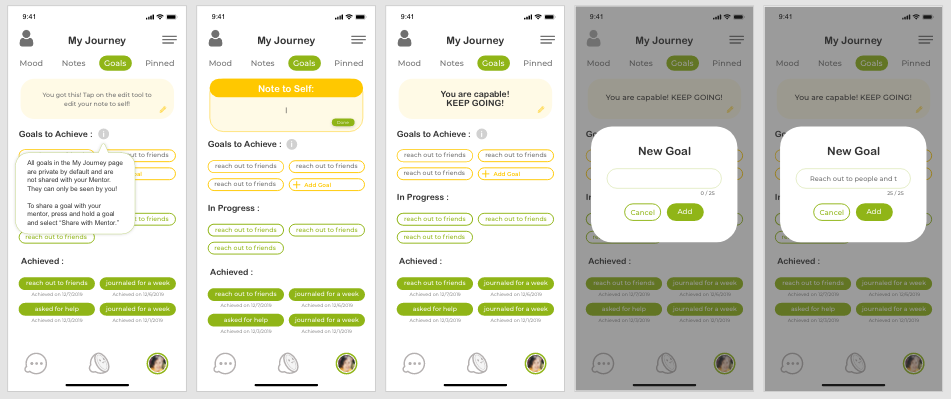 9:41
My Journey
Mood Notes Goals Pinned
You got this! Tap on the edit tool to
edit your note to self!
Goals to Achieve : i
to friends
All goals in the My Journey page
are private by default and are
not shared with your Mentor.
They can only be seen by you!
To share a goal with your
mentor, press and hold a goal
and select “Share with Mentor.”
to friends
reach out to friends
Achieved :
reach out to friends journaled for a week
Achieved on 12/7/2019 Achieved on 12/6/2019
asked for help journaled for a week
Achieved on 12/2/2019 Achieved on 12/1/2019
9:41
My Journey
Mood Notes Goals Pinned
Note to Self:
Goals to Achieve : i
reach out to friends reach out to friends
reach out to friends + Add Goal
In Progress :
reach out to friends reach out to friends
reach out to friends
Achieved :
reach out to friends journaled for a week
Achieved on 12/7/2019 Achieved on 12/6/2019
asked for help journaled for a week
Achieved on 12/2/2019 Achieved on 12/1/2019
9:41
My Journey
Mood Notes Goals Pinned
You are capable!
KEEP GOING!
Goals to Achieve : i
reach out to friends reach out to friends
reach out to friends + Add Goal
In Progress :
reach out to friends reach out to friends
reach out to friends
Achieved :
reach out to friends journaled for a week
Achieved on 12/7/2019 Achieved on 12/6/2019
asked for help journaled for a week
Achieved on 12/2/2019 Achieved on 12/1/2019
9:41
My Journey
Mood Notes Goals Pinned
You are capable! KEEP GOING!
New Goal
0 / 25
Cancel Add
Achieved :
reach out to friends journaled for a week
Achieved on 12/7/2019 Achieved on 12/6/2019
asked for help journaled for a week
Achieved on 12/2/2019 Achieved on 12/1/2019
9:41
My Journey
Mood Notes Goals Pinned
You are capable! KEEP GOING!
New Goal
Reach out to people and t
25 / 25
Cancel Add
Achieved :
reach out to friends journaled for a week
Achieved on 12/7/2019 Achieved on 12/6/2019
asked for help journaled for a week
Achieved on 12/2/2019 Achieved on 12/1/2019